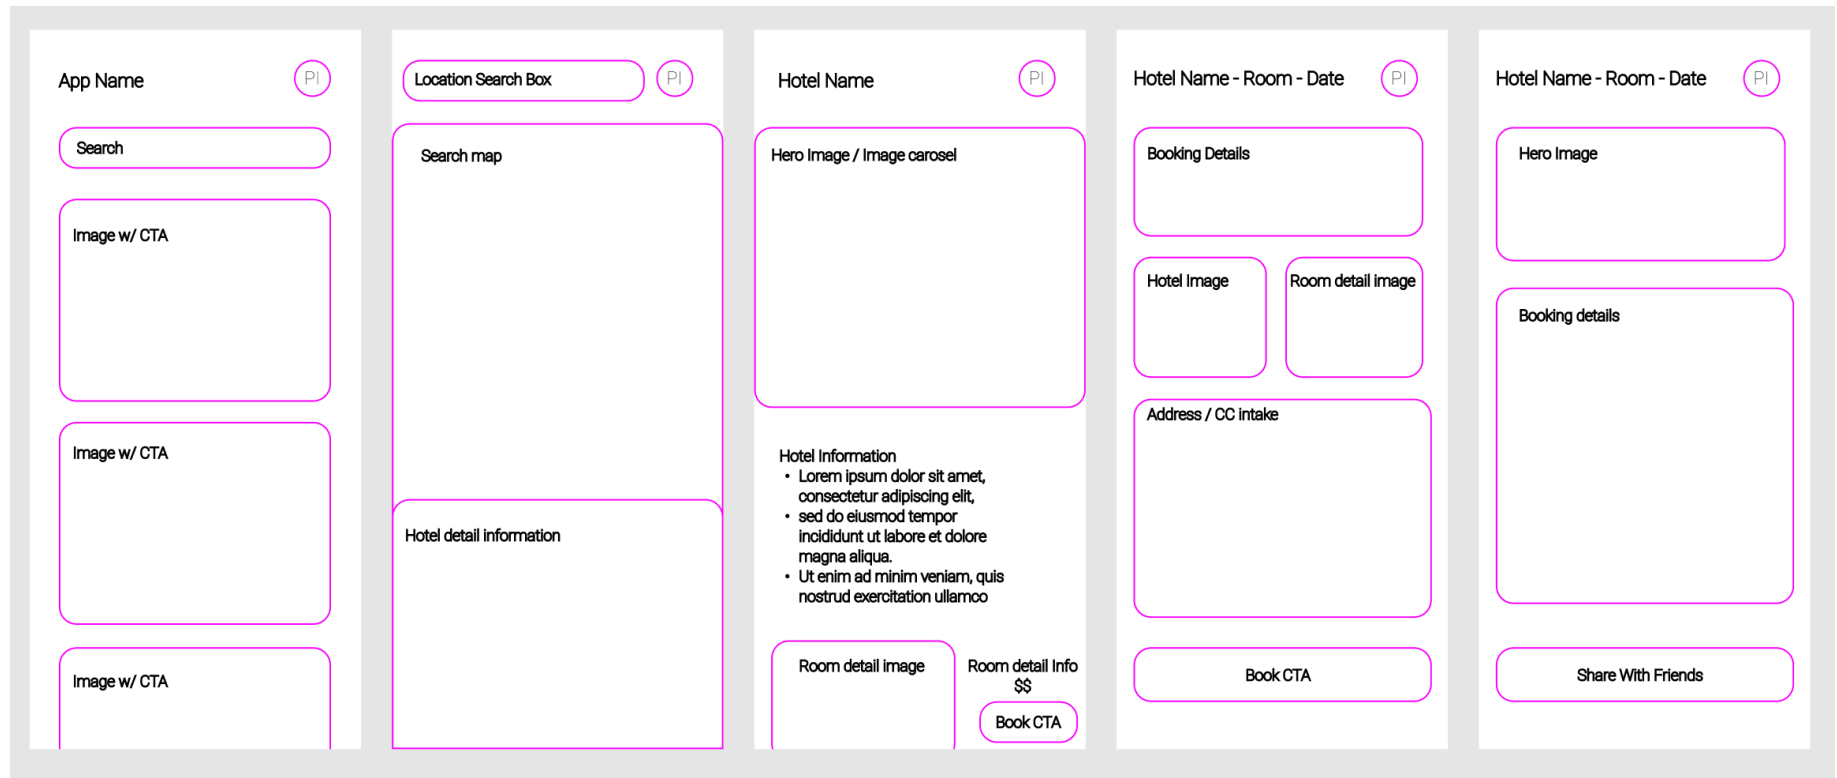 App Name
PI
Search
Image w/ CTA
Image w/ CTA
Image w/ CTA
Location Search Box
PI
Search map
Hotel detail information
Hotel Name
PI
Hero Image / Image carosel
Hotel Information
• Lorem ipsum dolor sit amet,
consectetur adipiscing elit,
• sed do eiusmod tempor
incididunt ut labore et dolore
magna aliqua.
• Ut enim ad minim veniam, quis
nostrud exercitation ullamco
Room detail image
Room detail Info
$$
Book CTA
Hotel Name - Room - Date
PI
Booking Details
Hotel Image
Room detail image
Address / CC intake
Book CTA
Hotel Name - Room - Date
PI
Hero Image
Booking details
Share With Friends